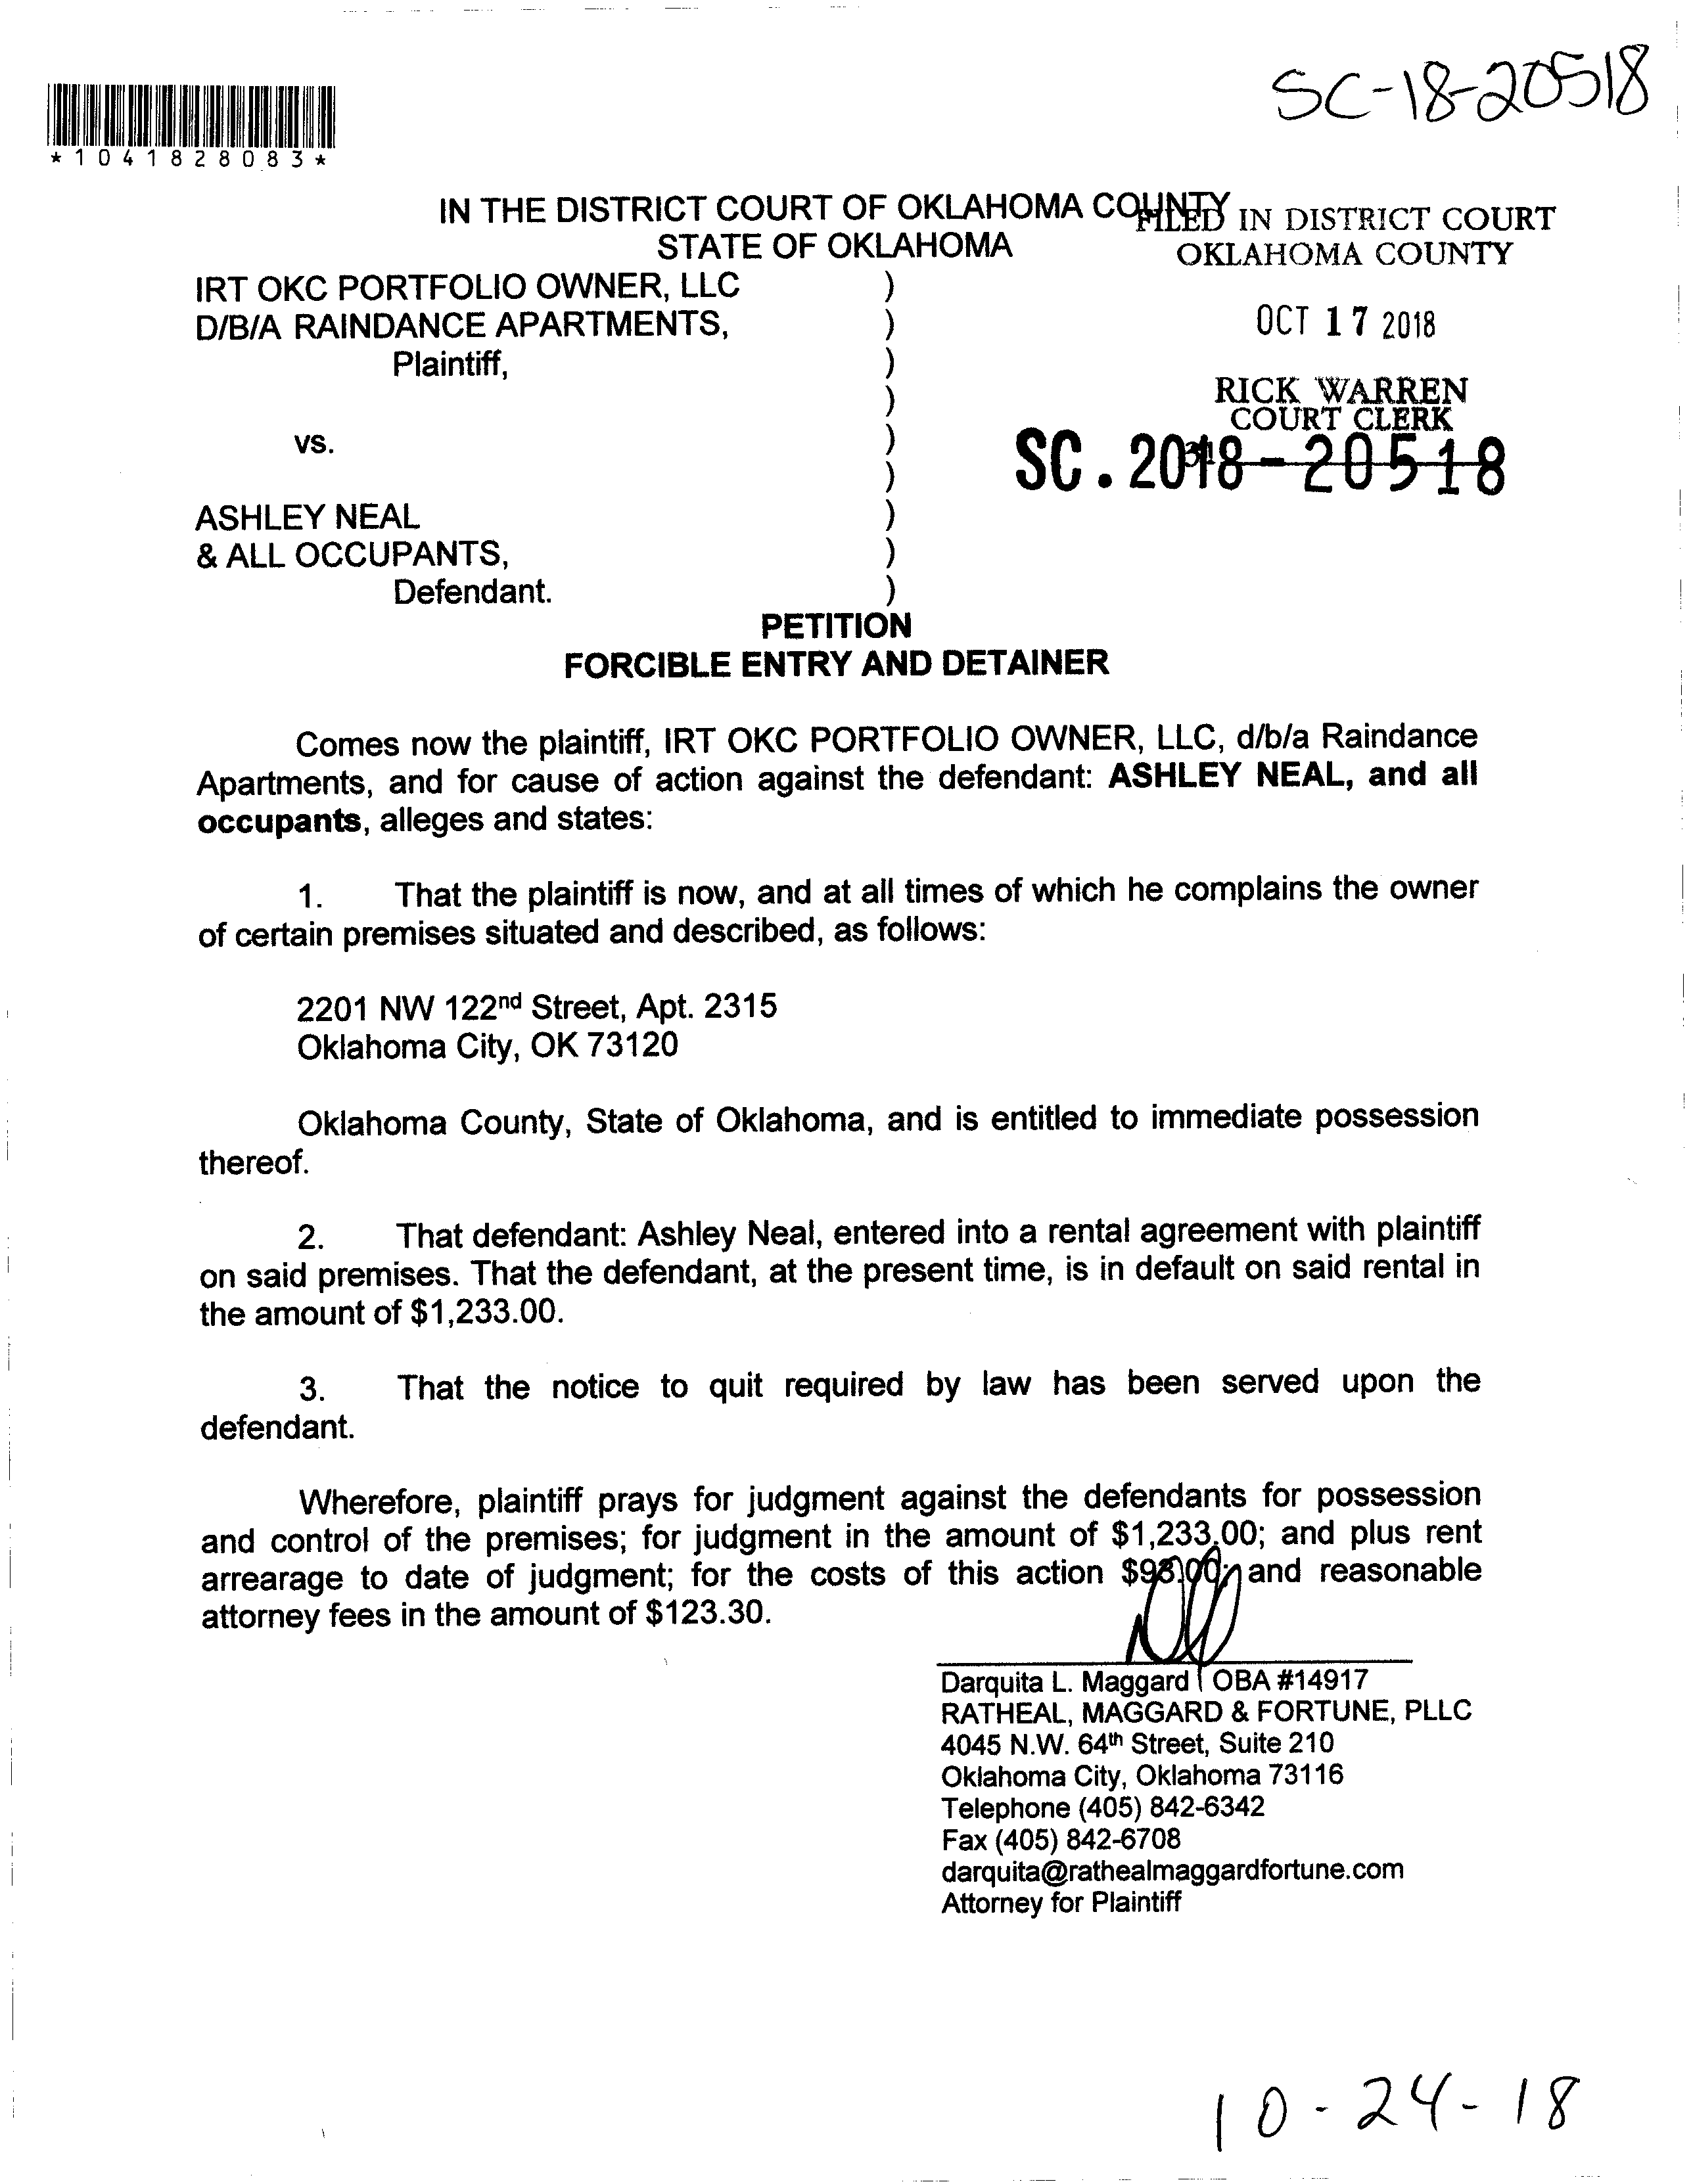 SC-18-20518
*1041828083*
IN THE DISTRICT COURT OF OKLAHOMA COUNTY
STATE OF OKLAHOMA
FILED IN DISTRICT COURT
OKLAHOMA COUNTY
OCT 17 2018
RICK WARREN
COURT CLERK
SC. 2018-20518
IRT OKC PORTFOLIO OWNER, LLC )
D/B/A RAINDANCE APARTMENTS, )
Plaintiff, )
)
vs. )
)
ASHLEY NEAL )
& ALL OCCUPANTS, )
Defendant. )
PETITION
FORCIBLE ENTRY AND DETAINER
Comes now the plaintiff, IRT OKC PORTFOLIO OWNER, LLC, d/b/a Raindance
Apartments, and for cause of action against the defendant: ASHLEY NEAL, and all
occupants, alleges and states:
1. That the plaintiff is now, and at all times of which he complains the owner
of certain premises situated and described, as follows:
2201 NW 122nd Street, Apt. 2315
Oklahoma City, OK 73120
Oklahoma County, State of Oklahoma, and is entitled to immediate possession
thereof.
2. That defendant: Ashley Neal, entered into a rental agreement with plaintiff
on said premises. That the defendant, at the present time, is in default on said rental in
the amount of $1,233.00.
3. That the notice to quit required by law has been served upon the
defendant.
Wherefore, plaintiff prays for judgment against the defendants for possession
and control of the premises; for judgment in the amount of $1,233.00; and plus rent
arrearage to date of judgment; for the costs of this action and reasonable
attorney fees in the amount of $123.30.
Darquita L. Maggard OBA #14917
RATHEAL, MAGGARD & FORTUNE, PLLC
4045 N.W. 64th Street, Suite 210
Oklahoma City, Oklahoma 73116
Telephone (405) 842-6342
Fax (405) 842-6708
darquita@rathealmaggardfortune.com
Attorney for Plaintiff
10-24-18